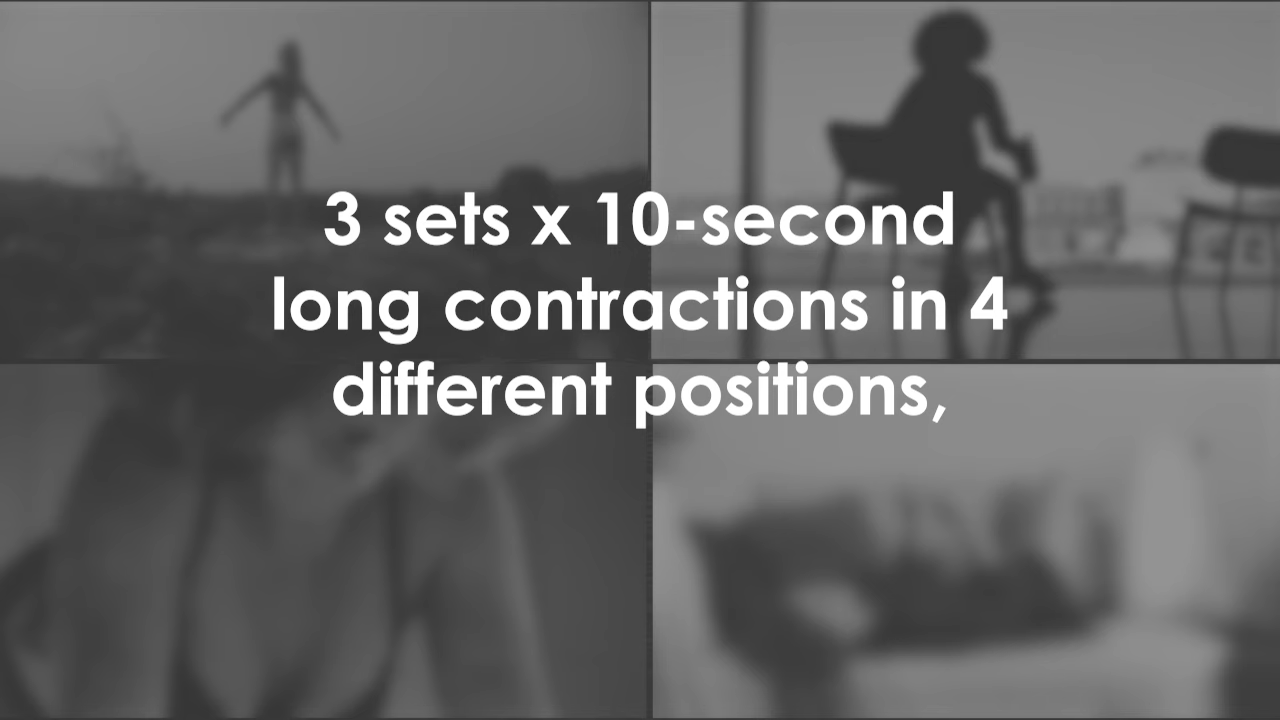 3 sets x 10-second
long contractions in 4
different positions,